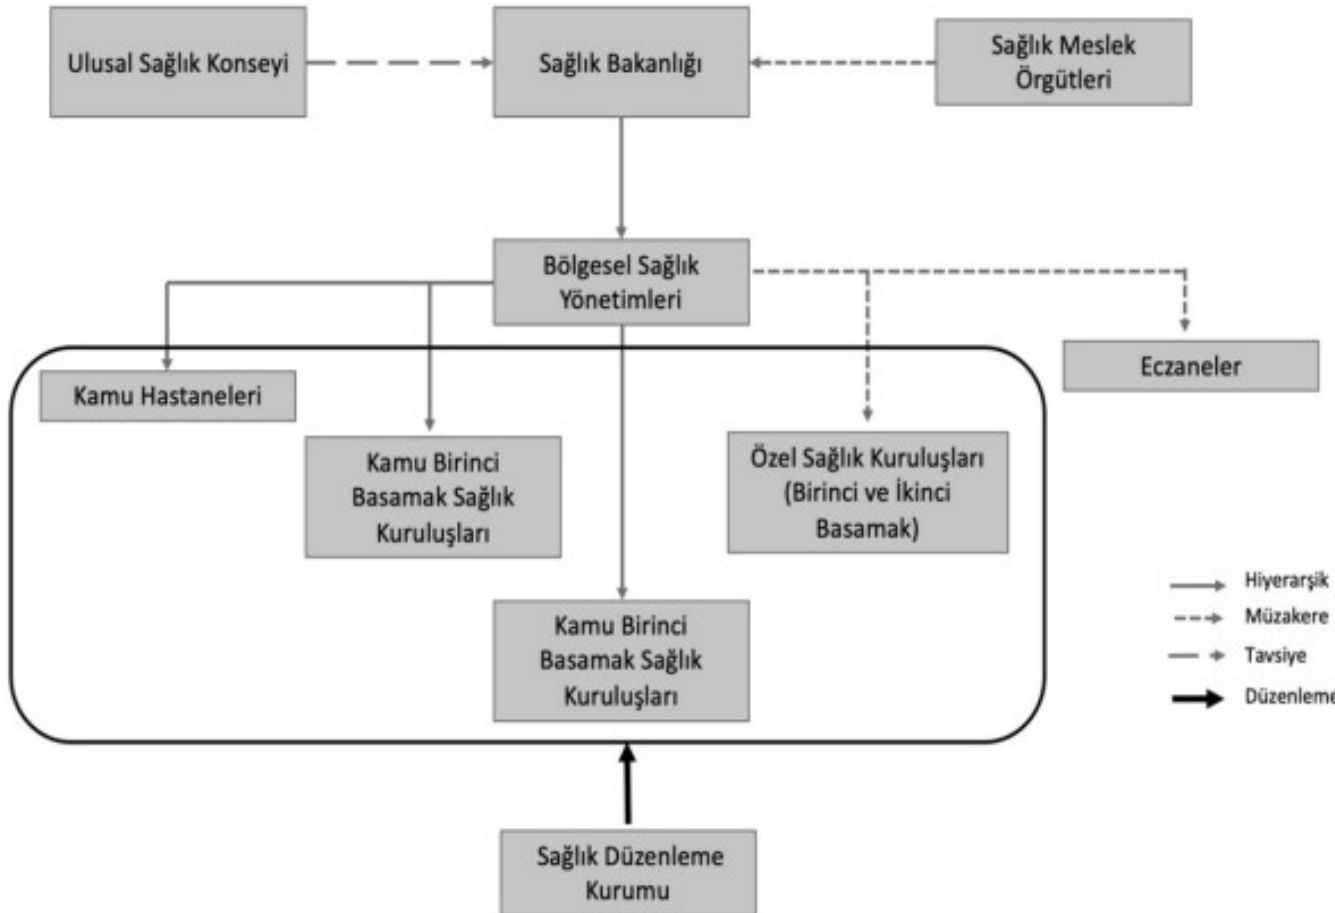 Ulusal Sağlık Konseyi
Sağlık Bakanlığı
Sağlık Meslek
Örgütleri
Bölgesel Sağlık
Yönetimleri
Eczaneler
Kamu Hastaneleri
Kamu Birinci
Basamak Sağlık
Kuruluşları
Özel Sağlık Kuruluşları
(Birinci ve İkinci
Basamak)
Kamu Birinci
Basamak Sağlık
Kuruluşları
Hiyerarşik
Müzakere
Tavsiye
Düzenleme
Sağlık Düzenleme
Kurumu